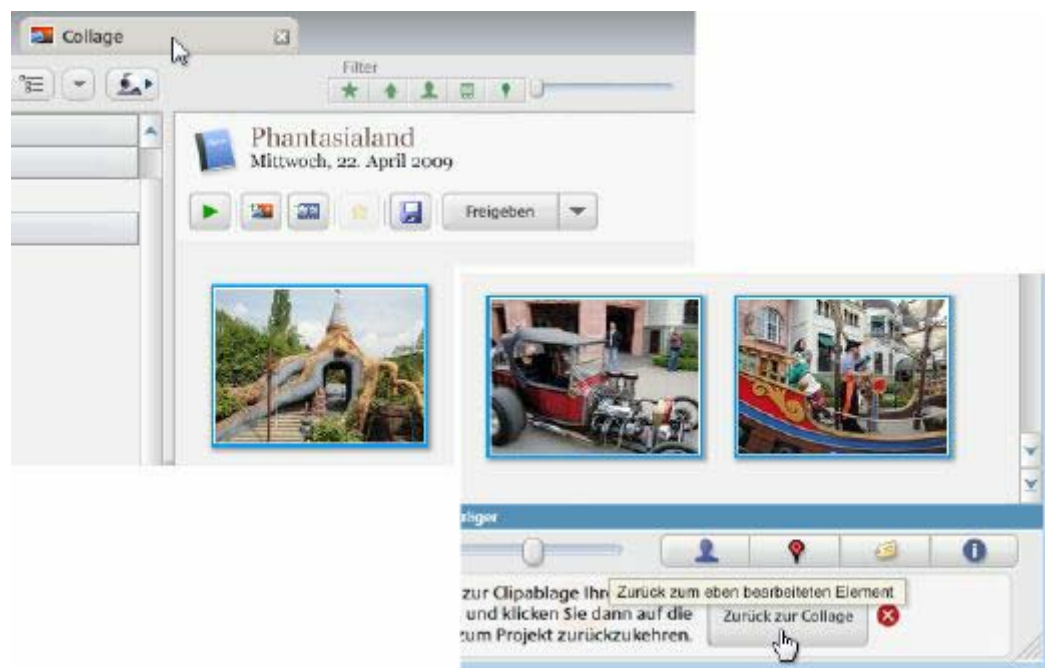 Collage
Filter
Phantasialand
Mittwoch, 22. April 2009
Freigeben
zur Clipablage
Zurück zum eben bearbeiteten Element
und klicken Sie dann auf die
Zurück zur Collage
zum Projekt zurückzukehren.